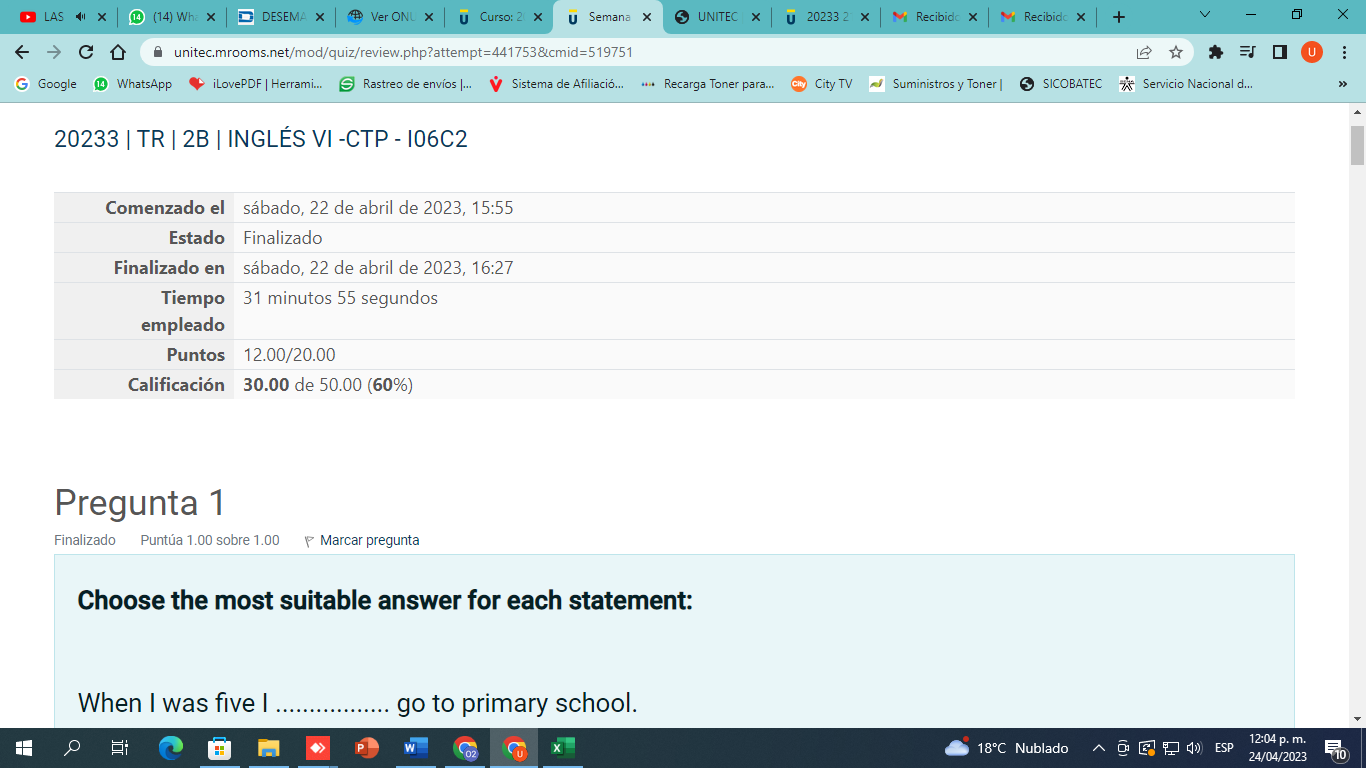 LAS
(14) Wha
DESEMA
Ver ONU
Curso: 2
Semana
UNITEC
20233 2
Recibido
Recibido
unitec.mrooms.net/mod/quiz/review.php?attempt=441753&cmid=519751
U
Google
14
WhatsApp
iLovePDF | Herrami...
Rastreo de envíos |...
Sistema de Afiliació...
Recarga Toner para...
City TV
Suministros y Toner |
SICOBATEC
Servicio Nacional d...
»
20233 | TR | 2B | INGLÉS VI -CTP - I06C2
Comenzado el sábado, 22 de abril de 2023, 15:55
Estado Finalizado
Finalizado en sábado, 22 de abril de 2023, 16:27
Tiempo 31 minutos 55 segundos
empleado
Puntos 12.00/20.00
Calificación 30.00 de 50.00 (60%)
Pregunta 1
Finalizado Puntúa 1.00 sobre 1.00 Marcar pregunta
Choose the most suitable answer for each statement:
When I was five I ................. go to primary school.
18°C Nublado
ESP
12:04 p. m.
24/04/2023
10